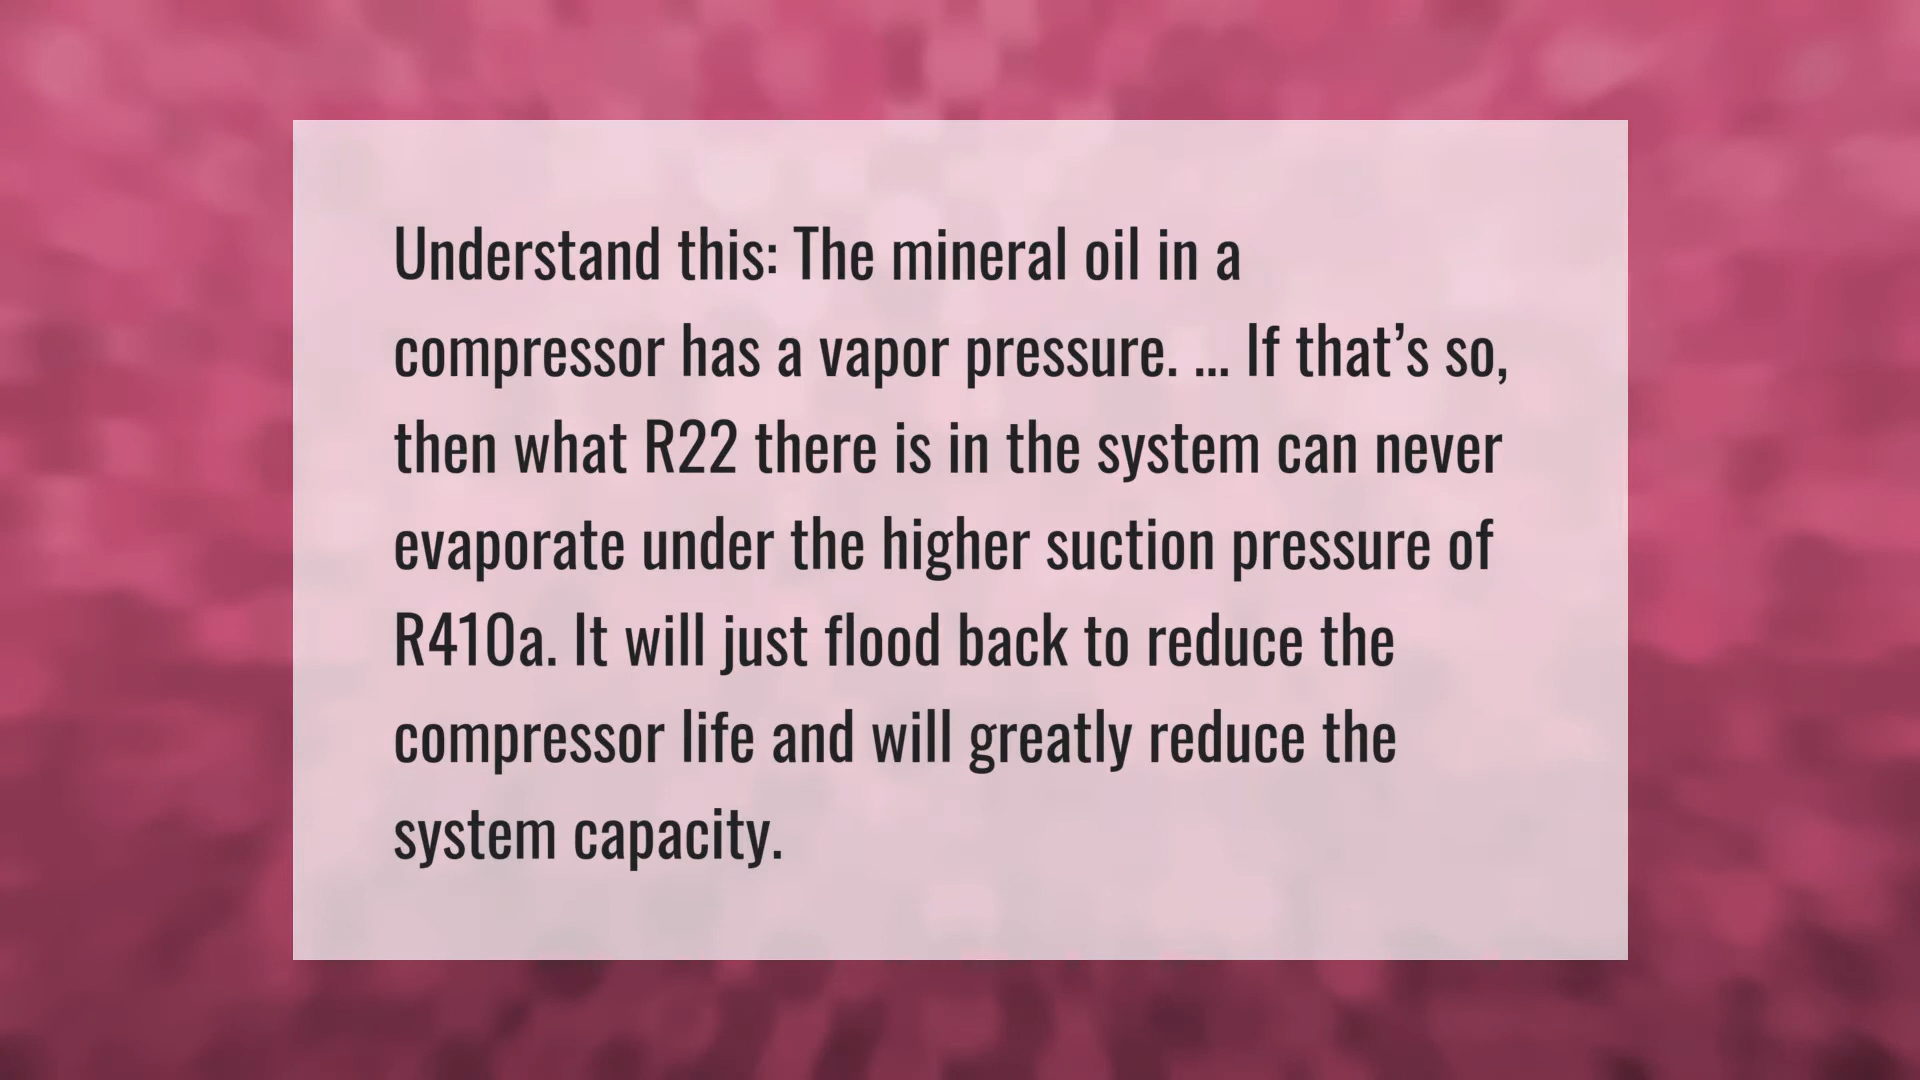 Understand this: The mineral oil in a
compressor has a vapor pressure. ... If that’s so,
then what R22 there is in the system can never
evaporate under the higher suction pressure of
R410a. It will just flood back to reduce the
compressor life and will greatly reduce the
system capacity.